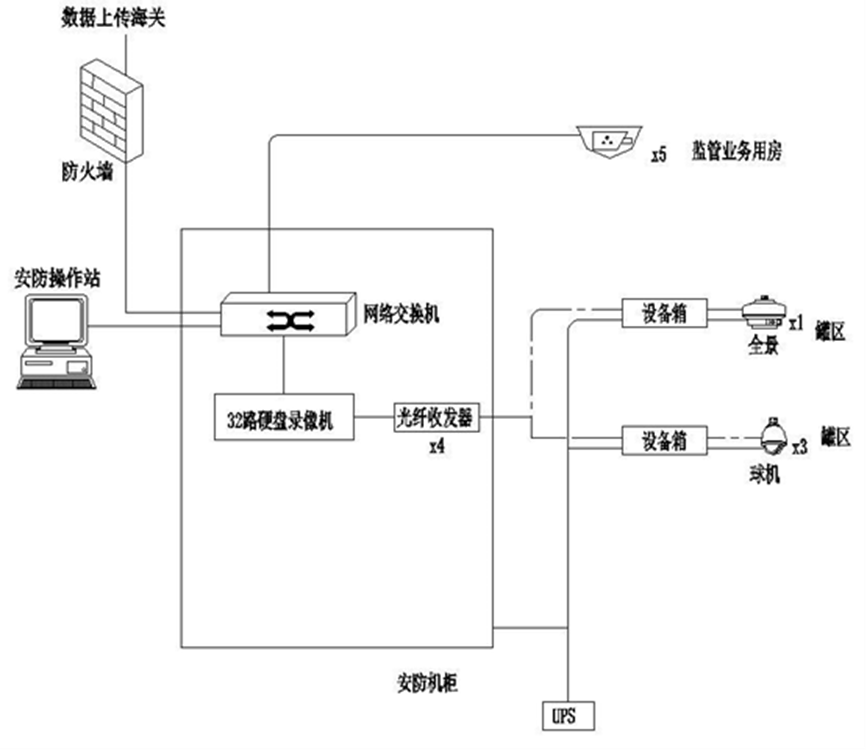 数据上传海关
防火墙
x5 监管业务用房
安防操作站
网络交换机
设备箱
x1 罐区
全景
32路硬盘录像机
光纤收发器
x4
设备箱
x3 罐区
球机
安防机柜
UPS